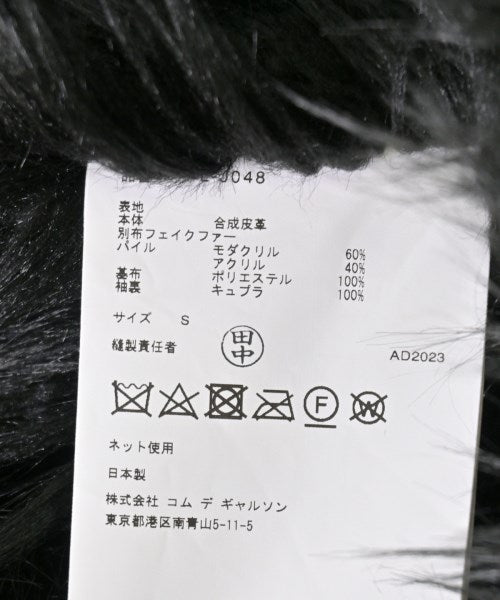 J048
表地
本体 合成皮革
別布フェイクファー
パイル モダクリル 60%
アクリル 40%
基布 ポリエステル 100%
袖裏 キュプラ 100%
サイズ S
縫製責任者 田中 AD2023
F W
ネット使用
日本製
株式会社 コム デ ギャルソン
東京都港区南青山5-11-5